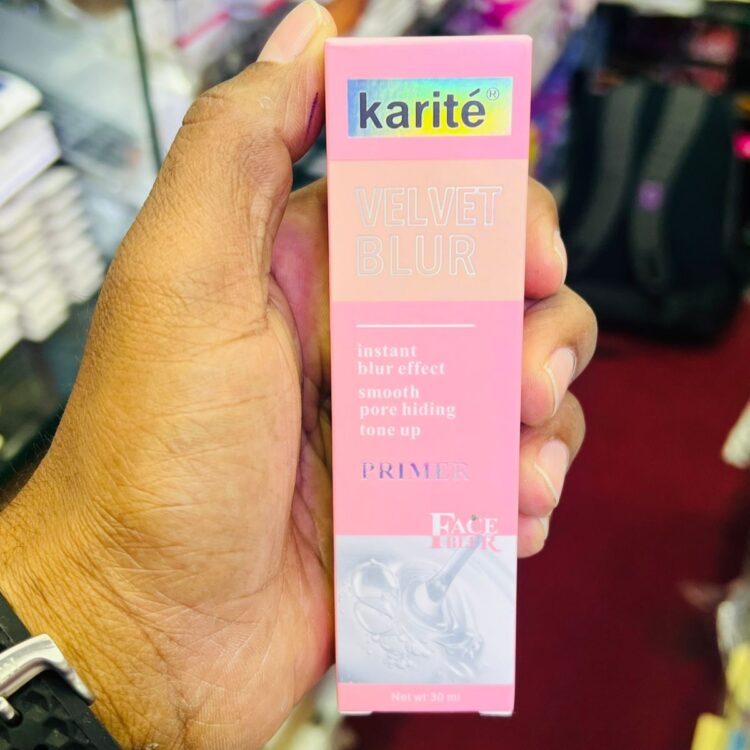 karité®
VELVET
BLUR
instant
blur effect
smooth
pore hiding
tone up
PRIMER
FACE
BLUR
Net wt:30 ml